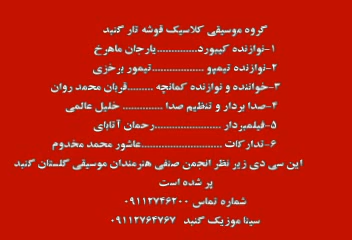 گروه موسیقی کلاسیک قوشه تار گنبد
۱-نوازنده کیبورد..............یارجان ماهرخ
۲-نوازنده تیمپو ..................تیمور برخزی
۳-خواننده و نوازنده کمانچه .........قربان محمد روان
۴-صدا بردار و تنظیم صدا .............. خلیل عالمی
۵-فیلمبردار .......................رحمان آتابای
۶-تدارکات ............................عاشور محمد مخدوم
این سی دی زیر نظر انجمن صنفی هنرمندان موسیقی گلستان گنبد
پر شده است
شماره تماس ۰۹۱۱۲۷۴۶۲۰۰
سینا موزیک گنبد ۰۹۱۱۲۷۶۴۷۶۷